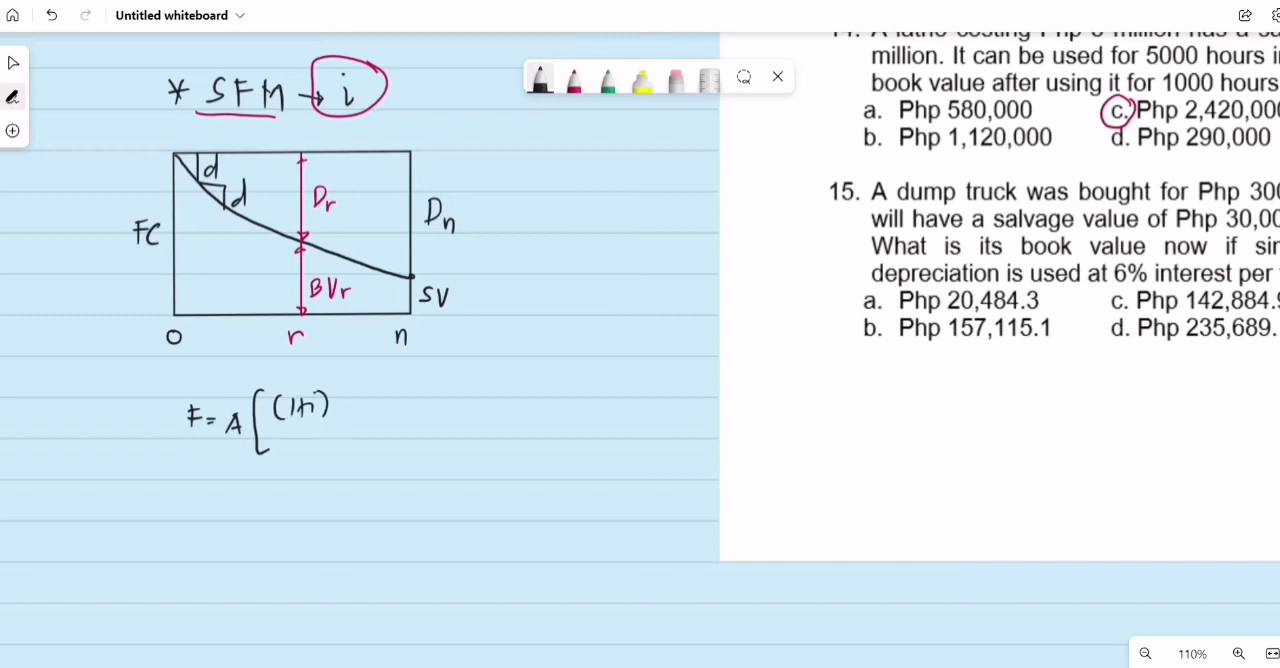 Untitled whiteboard
* SFM → i
d
d
Dr
Dn
FC
BVr
SV
0
r
n
F = A [ (1+i)
million. It can be used for 5000 hours
book value after using it for 1000 hours
a. Php 580,000
c. Php 2,420,00
b. Php 1,120,000
d. Php 290,000
15. A dump truck was bought for Php 30
will have a salvage value of Php 30,0
What is its book value now if
depreciation is used at 6% interest per
a. Php 20,484.3
c. Php 142,884.
b. Php 157,115.1
d. Php 235,689.
110%